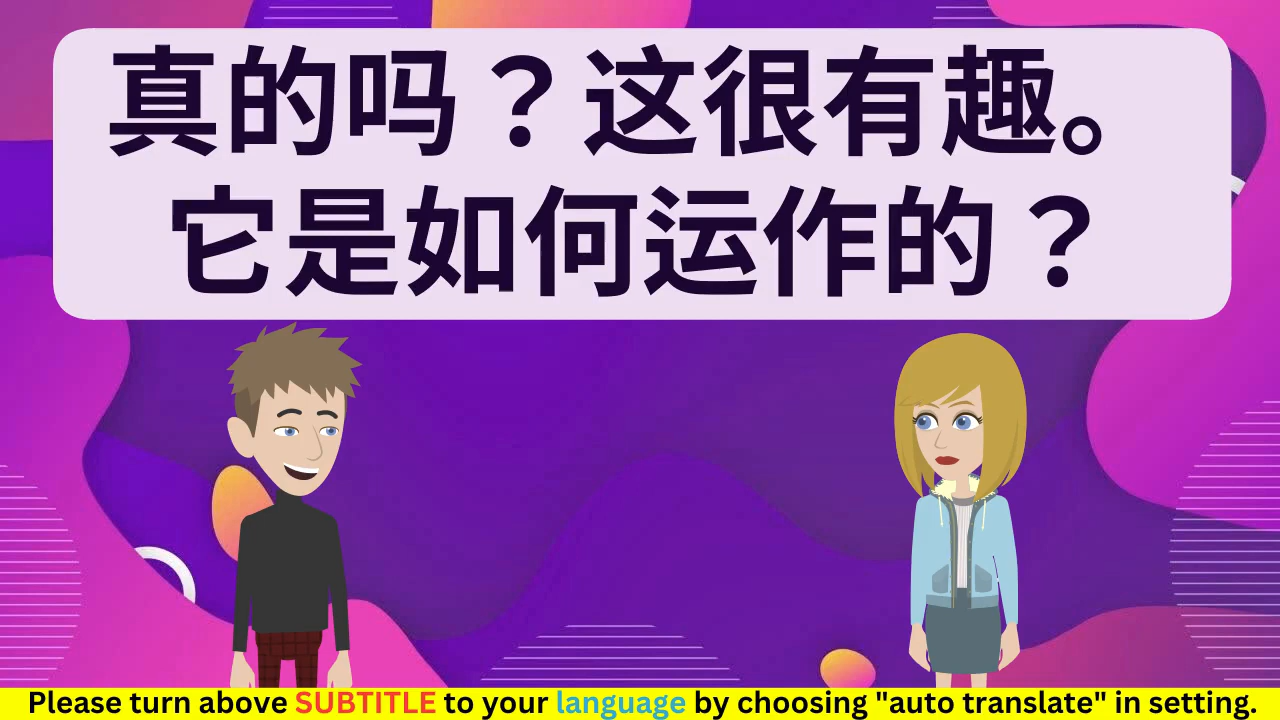 真的吗？这很有趣。
它是如何运作的？
Please turn above SUBTITLE to your language by choosing "auto translate" in setting.